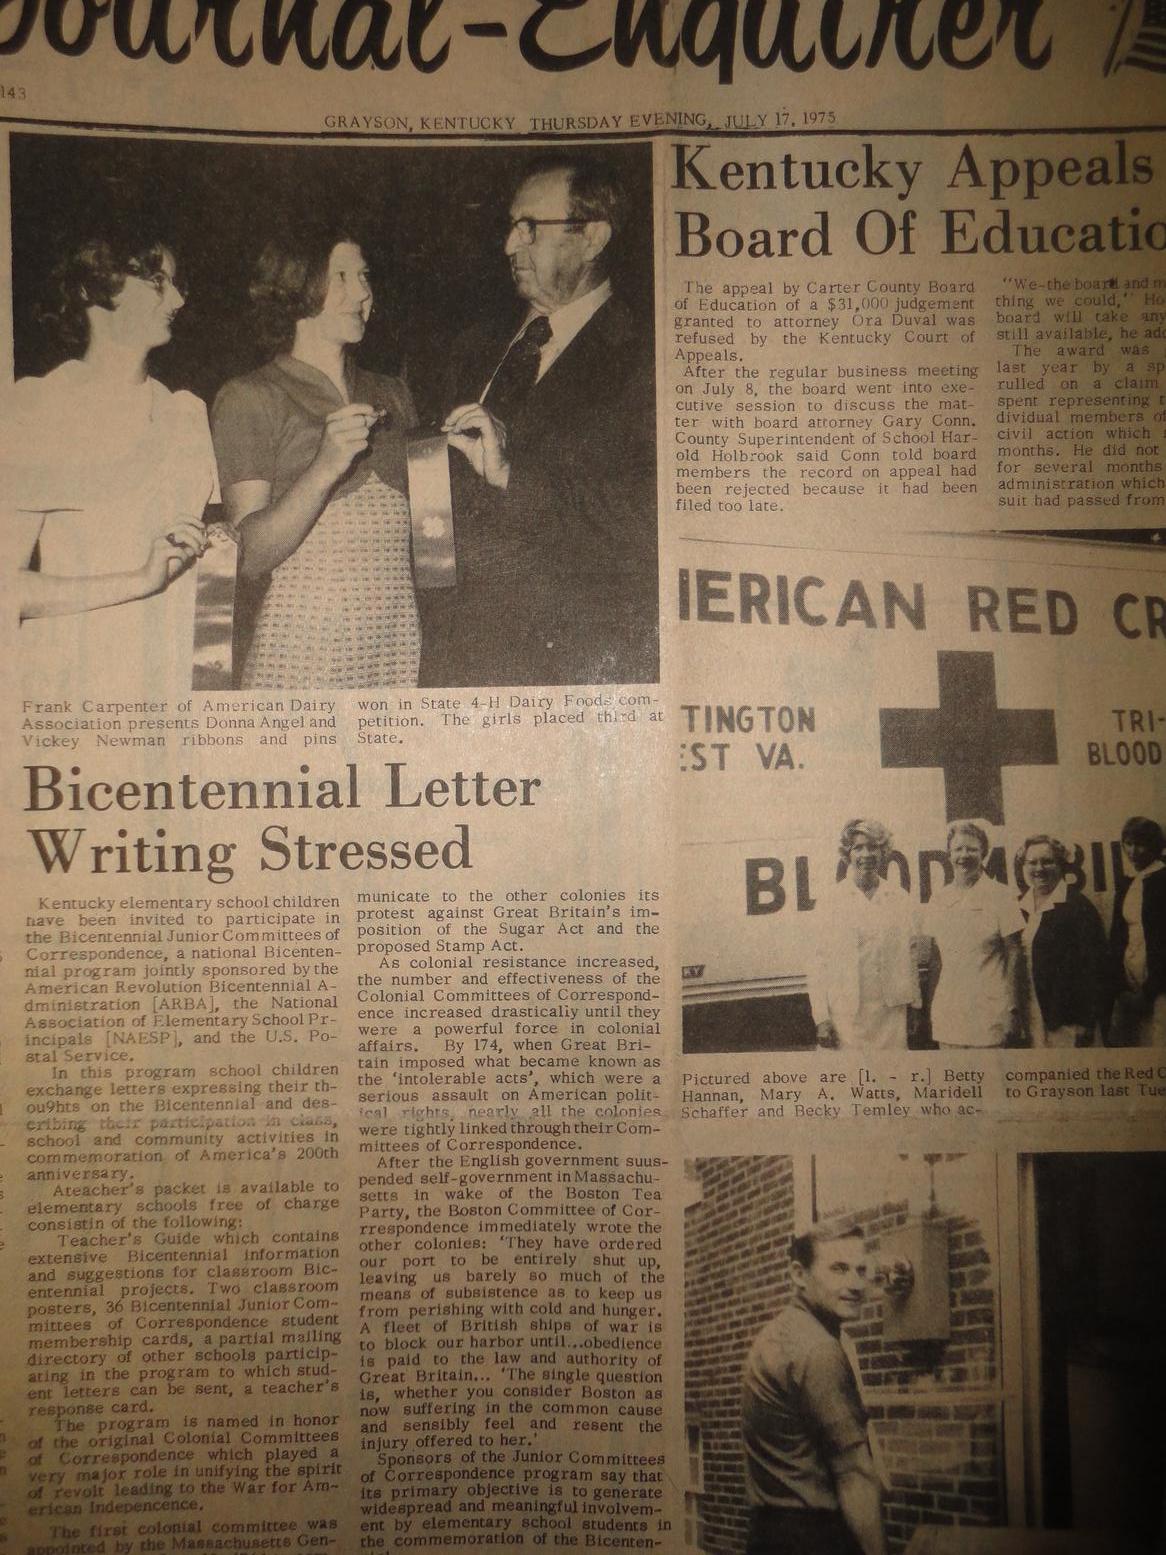 Journal-Enquirer
143
GRAYSON, KENTUCKY THURSDAY EVENING, JULY 17, 1975
Frank Carpenter of American Dairy
Association presents Donna Angel and
Vickey Newman ribbons and pins
won in State 4-H Dairy Foods com-
petition. The girls placed third at
State.
Bicentennial Letter
Writing Stressed
Kentucky elementary school children
have been invited to participate in
the Bicentennial Junior Committees of
Correspondence, a national Bicenten-
nial program jointly sponsored by the
American Revolution Bicentennial A-
dministration [ARBA], the National
Association of Elementary School Pr-
incipals [NAESP], and the U.S. Po-
stal Service.
In this program school children
exchange letters expressing their th-
ou9hts on the Bicentennial and des-
cribing their participation in class,
school and community activities in
commemoration of America's 200th
anniversary.
Ateacher's packet is available to
elementary schools free of charge
consistin of the following:
Teacher's Guide which contains
extensive Bicentennial information
and suggestions for classroom Bic-
entennial projects. Two classroom
posters, 36 Bicentennial Junior Com-
mittees of Correspondence student
membership cards, a partial mailing
directory of other schools particip-
ating in the program to which stud-
ent letters can be sent, a teacher's
response card.
The program is named in honor
of the original Colonial Committees
of Correspondence which played a
very major role in unifying the spirit
of revolt leading to the War for Am-
erican Indepencence.
The first colonial committee was
appointed by the Massachusetts Gen-
municate to the other colonies its
protest against Great Britain's im-
position of the Sugar Act and the
proposed Stamp Act.
As colonial resistance increased,
the number and effectiveness of the
Colonial Committees of Correspond-
ence increased drastically until they
were a powerful force in colonial
affairs. By 174, when Great Bri-
tain imposed what became known as
the 'intolerable acts', which were a
serious assault on American polit-
ical rights, nearly all the colonies
were tightly linked through their Com-
mittees of Correspondence.
After the English government suus-
pended self-government in Massachu-
setts in wake of the Boston Tea
Party, the Boston Committee of Cor-
rrespondence immediately wrote the
other colonies: 'They have ordered
our port to be entirely shut up,
leaving us barely so much of the
means of subsistence as to keep us
from perishing with cold and hunger.
A fleet of British ships of war is
to block our harbor until...obedience
is paid to the law and authority of
Great Britain... 'The single question
is, whether you consider Boston as
now suffering in the common cause
and sensibly feel and resent the
injury offered to her.'
Sponsors of the Junior Committees
of Correspondence program say that
its primary objective is to generate
widespread and meaningful involvem-
ent by elementary school students in
the commemoration of the Bicenten-
Kentucky Appeals
Board Of Educatio
The appeal by Carter County Board
of Education of a $31,000 judgement
granted to attorney Ora Duval was
refused by the Kentucky Court of
Appeals.
After the regular business meeting
on July 8, the board went into exe-
cutive session to discuss the mat-
ter with board attorney Gary Conn.
County Superintendent of School Har-
old Holbrook said Conn told board
members the record on appeal had
been rejected because it had been
filed too late.
"We-the board and m
thing we could," Ho
board will take any
still available, he ad
The award was
last year by a sp
rulled on a claim
spent representing t
dividual members of
civil action which
months. He did not
for several months
administration which
suit had passed from
IERICAN RED CR
TINGTON
EST VA.
TRI-
BLOOD
BLOODMOBIL
KY
Pictured above are [l. - r.] Betty
Hannan, Mary A. Watts, Maridell
Schaffer and Becky Temley who ac-
companied the Red C
to Grayson last Tue